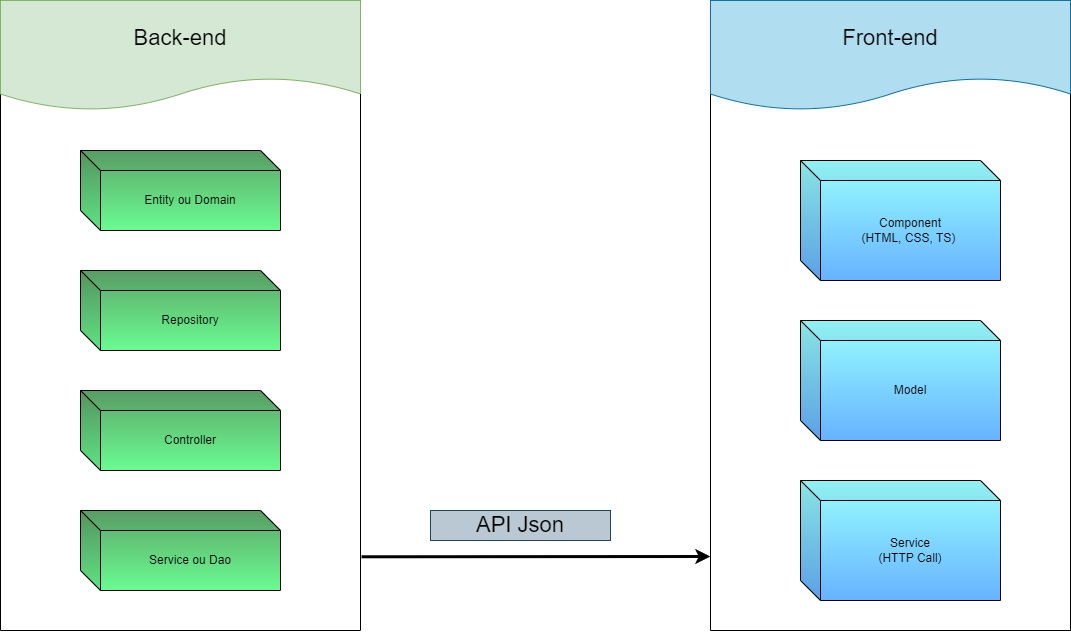 Back-end
Entity ou Domain
Repository
Controller
Service ou Dao
API Json
Front-end
Component
(HTML, CSS, TS)
Model
Service
(HTTP Call)